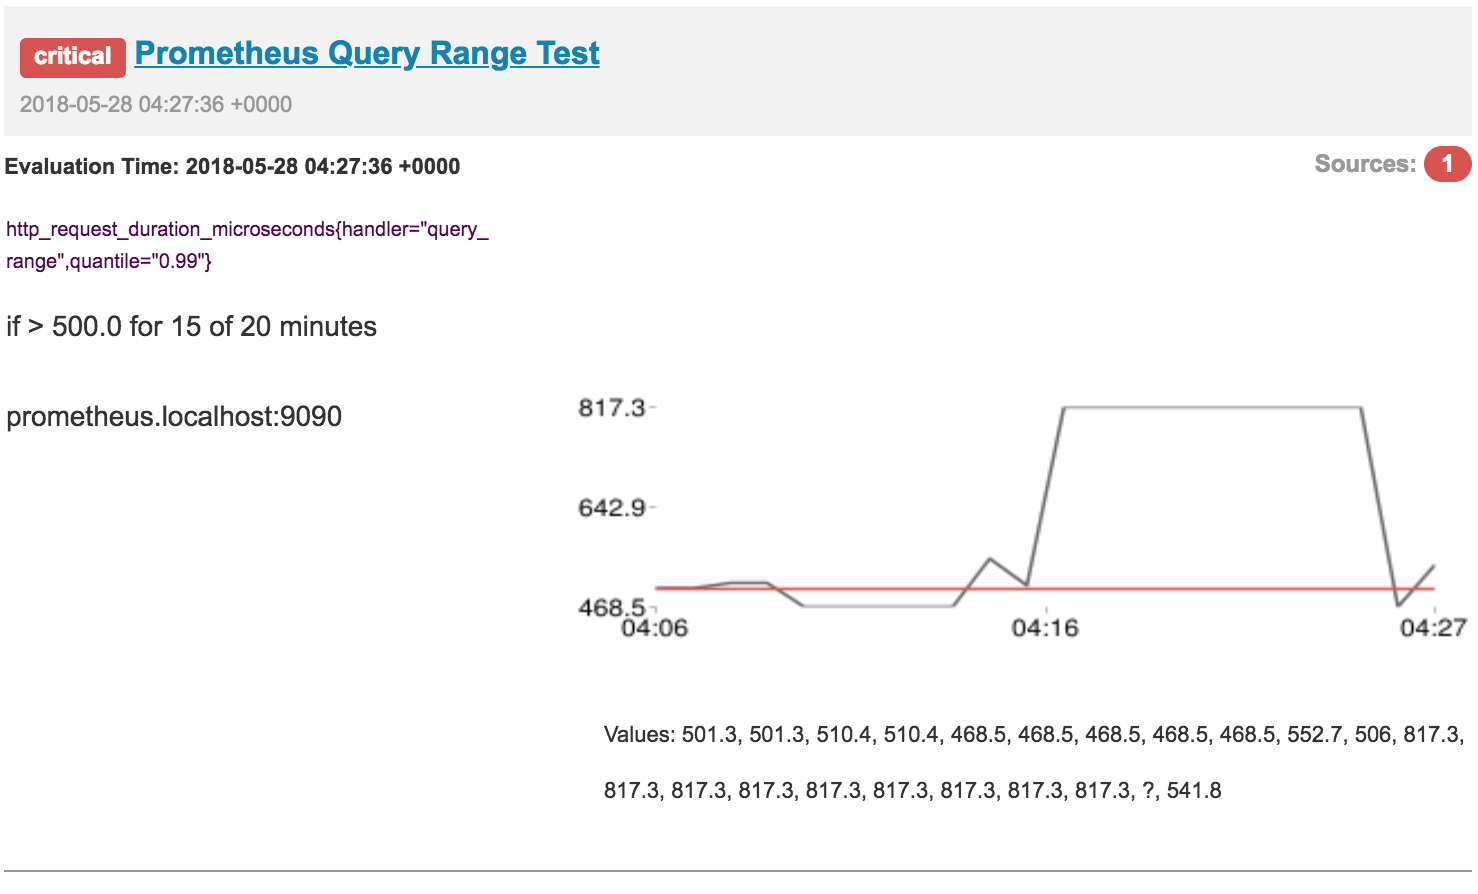 critical Prometheus Query Range Test
2018-05-28 04:27:36 +0000
Evaluation Time: 2018-05-28 04:27:36 +0000
Sources: 1
http_request_duration_microseconds{handler="query_
range",quantile="0.99"}
if > 500.0 for 15 of 20 minutes
prometheus.localhost:9090
817.3
642.9
468.5
04:06 04:16 04:27
Values: 501.3, 501.3, 510.4, 510.4, 468.5, 468.5, 468.5, 468.5, 468.5, 552.7, 506, 817.3,
817.3, 817.3, 817.3, 817.3, 817.3, 817.3, 817.3, 817.3, ?, 541.8